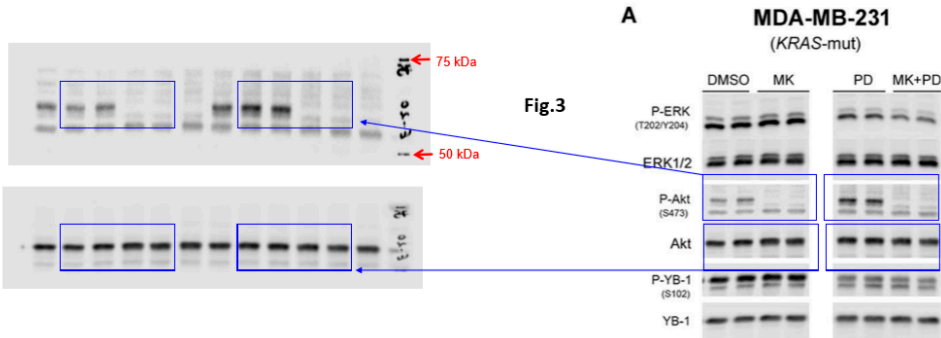 A
MDA-MB-231
(KRAS-mut)
75 kDa
50 kDa
Fig.3
DMSO MK PD MK+PD
P-ERK
(T202/Y204)
ERK1/2
P-Akt
(S473)
Akt
P-YB-1
(S102)
YB-1